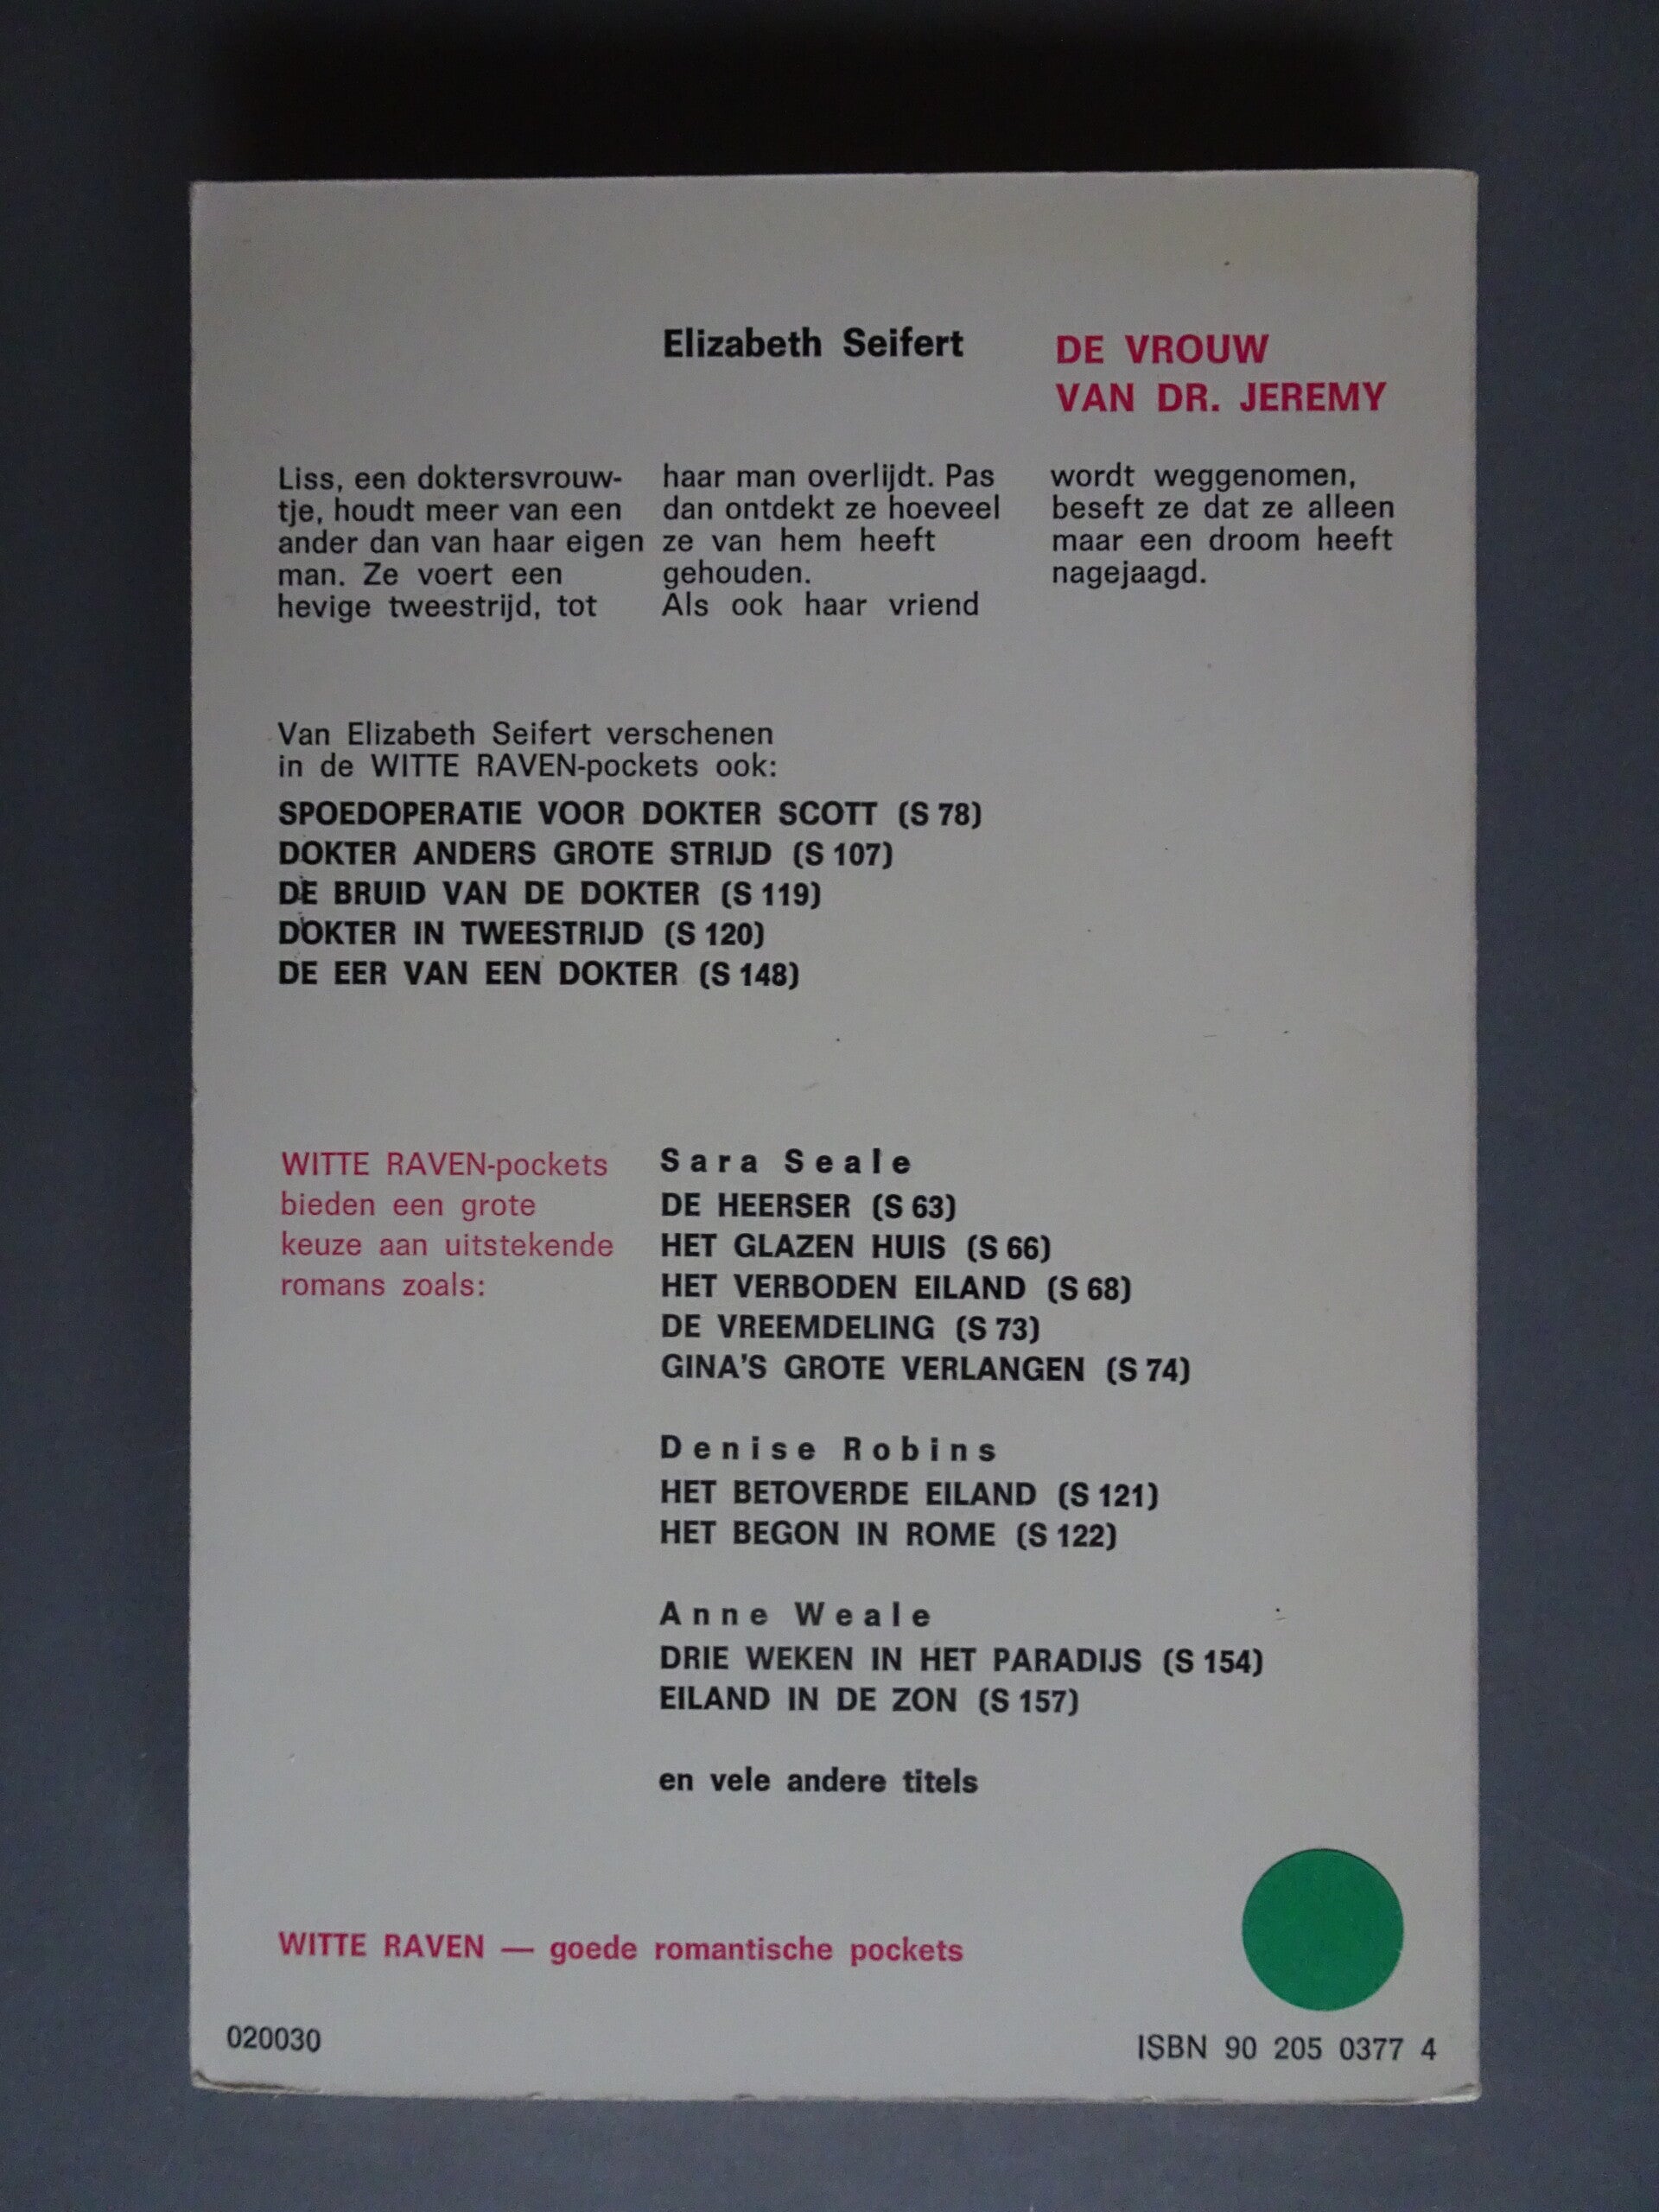 Elizabeth Seifert
DE VROUW
VAN DR. JEREMY
Liss, een doktersvrouw-
tje, houdt meer van een
ander dan van haar eigen
man. Ze voert een
hevige tweestrijd, tot
haar man overlijdt. Pas
dan ontdekt ze hoeveel
ze van hem heeft
gehouden.
Als ook haar vriend
wordt weggenomen,
beseft ze dat ze alleen
maar een droom heeft
nagejaagd.
Van Elizabeth Seifert verschenen
in de WITTE RAVEN-pockets ook:
SPOEDOPERATIE VOOR DOKTER SCOTT (S 78)
DOKTER ANDERS GROTE STRIJD (S 107)
DE BRUID VAN DE DOKTER (S 119)
DOKTER IN TWEESTRIJD (S 120)
DE EER VAN EEN DOKTER (S 148)
WITTE RAVEN-pockets
bieden een grote
keuze aan uitstekende
romans zoals:
Sara Seale
DE HEERSER (S 63)
HET GLAZEN HUIS (S 66)
HET VERBODEN EILAND (S 68)
DE VREEMDELING (S 73)
GINA'S GROTE VERLANGEN (S 74)
Denise Robins
HET BETOVERDE EILAND (S 121)
HET BEGON IN ROME (S 122)
Anne Weale
DRIE WEKEN IN HET PARADIJS (S 154)
EILAND IN DE ZON (S 157)
en vele andere titels
WITTE RAVEN — goede romantische pockets
020030
ISBN 90 205 0377 4